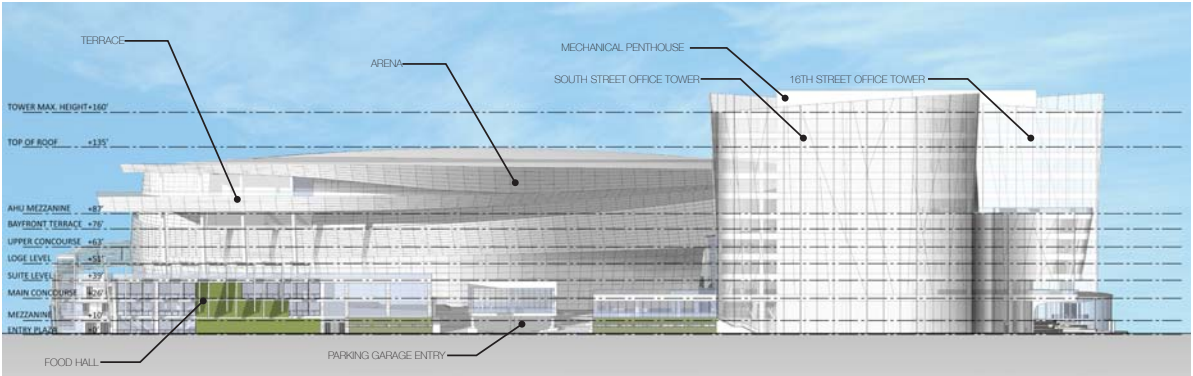 TERRACE
ARENA
MECHANICAL PENTHOUSE
SOUTH STREET OFFICE TOWER
16TH STREET OFFICE TOWER
TOWER MAX. HEIGHT +160'
TOP OF ROOF +135'
AHU MEZZANINE +87'
BAYFRONT TERRACE +76'
UPPER CONCOURSE +63'
LOGE LEVEL +51'
SUITE LEVEL +39'
MAIN CONCOURSE +26'
MEZZANINE +10'
ENTRY PLAZA +0'
FOOD HALL
PARKING GARAGE ENTRY